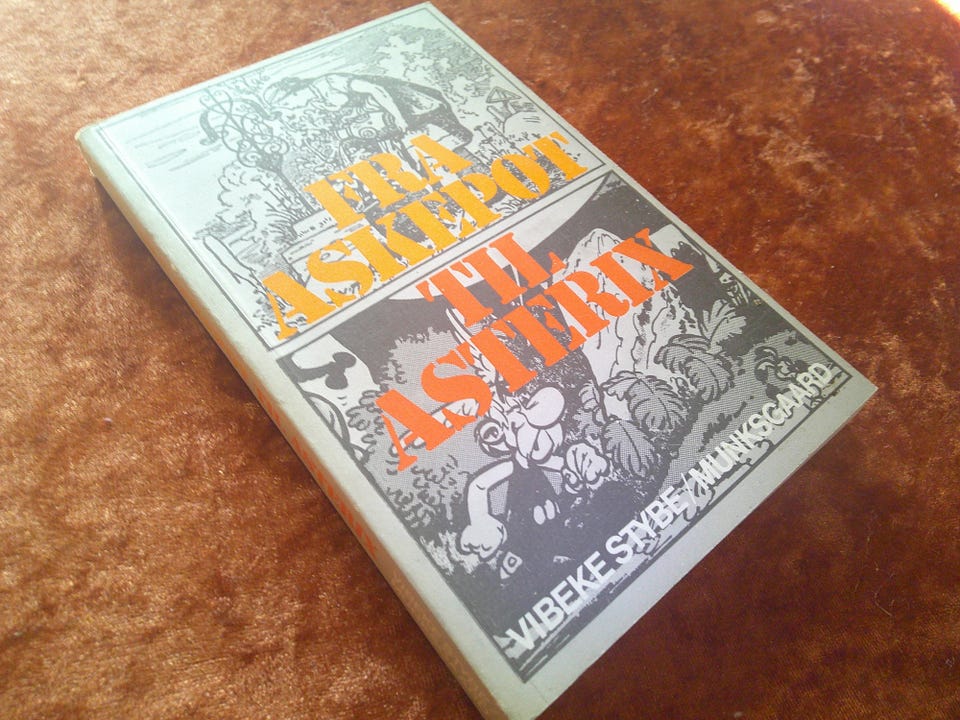 FRA
ASKEPOT
TIL
ASTERIX
VIBEKE STYBE / MUNKSGAARD